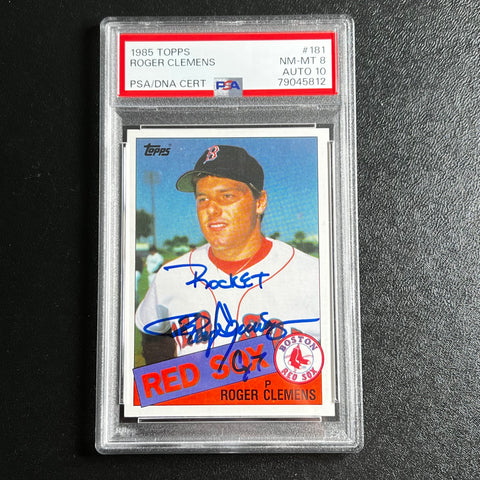 1985 TOPPS #181
ROGER CLEMENS NM-MT 8
AUTO 10
PSA/DNA CERT PSA 79045812
Topps
B
Rocket
RED SOX
BOSTON
RED SOX
P
ROGER CLEMENS